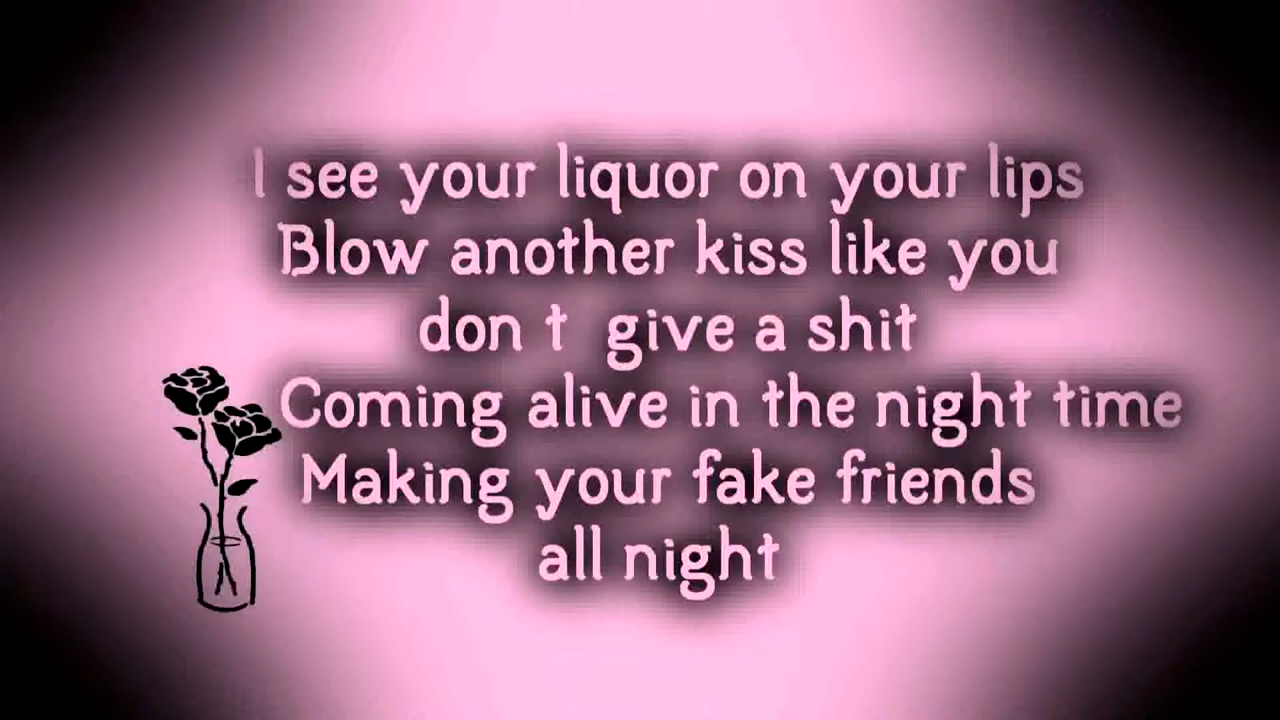 I see your liquor on your lips
Blow another kiss like you
don t give a shit
Coming alive in the night time
Making your fake friends
all night